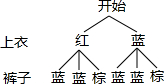 开始
上衣 红 蓝
裤子 蓝 蓝 棕 蓝 蓝 棕